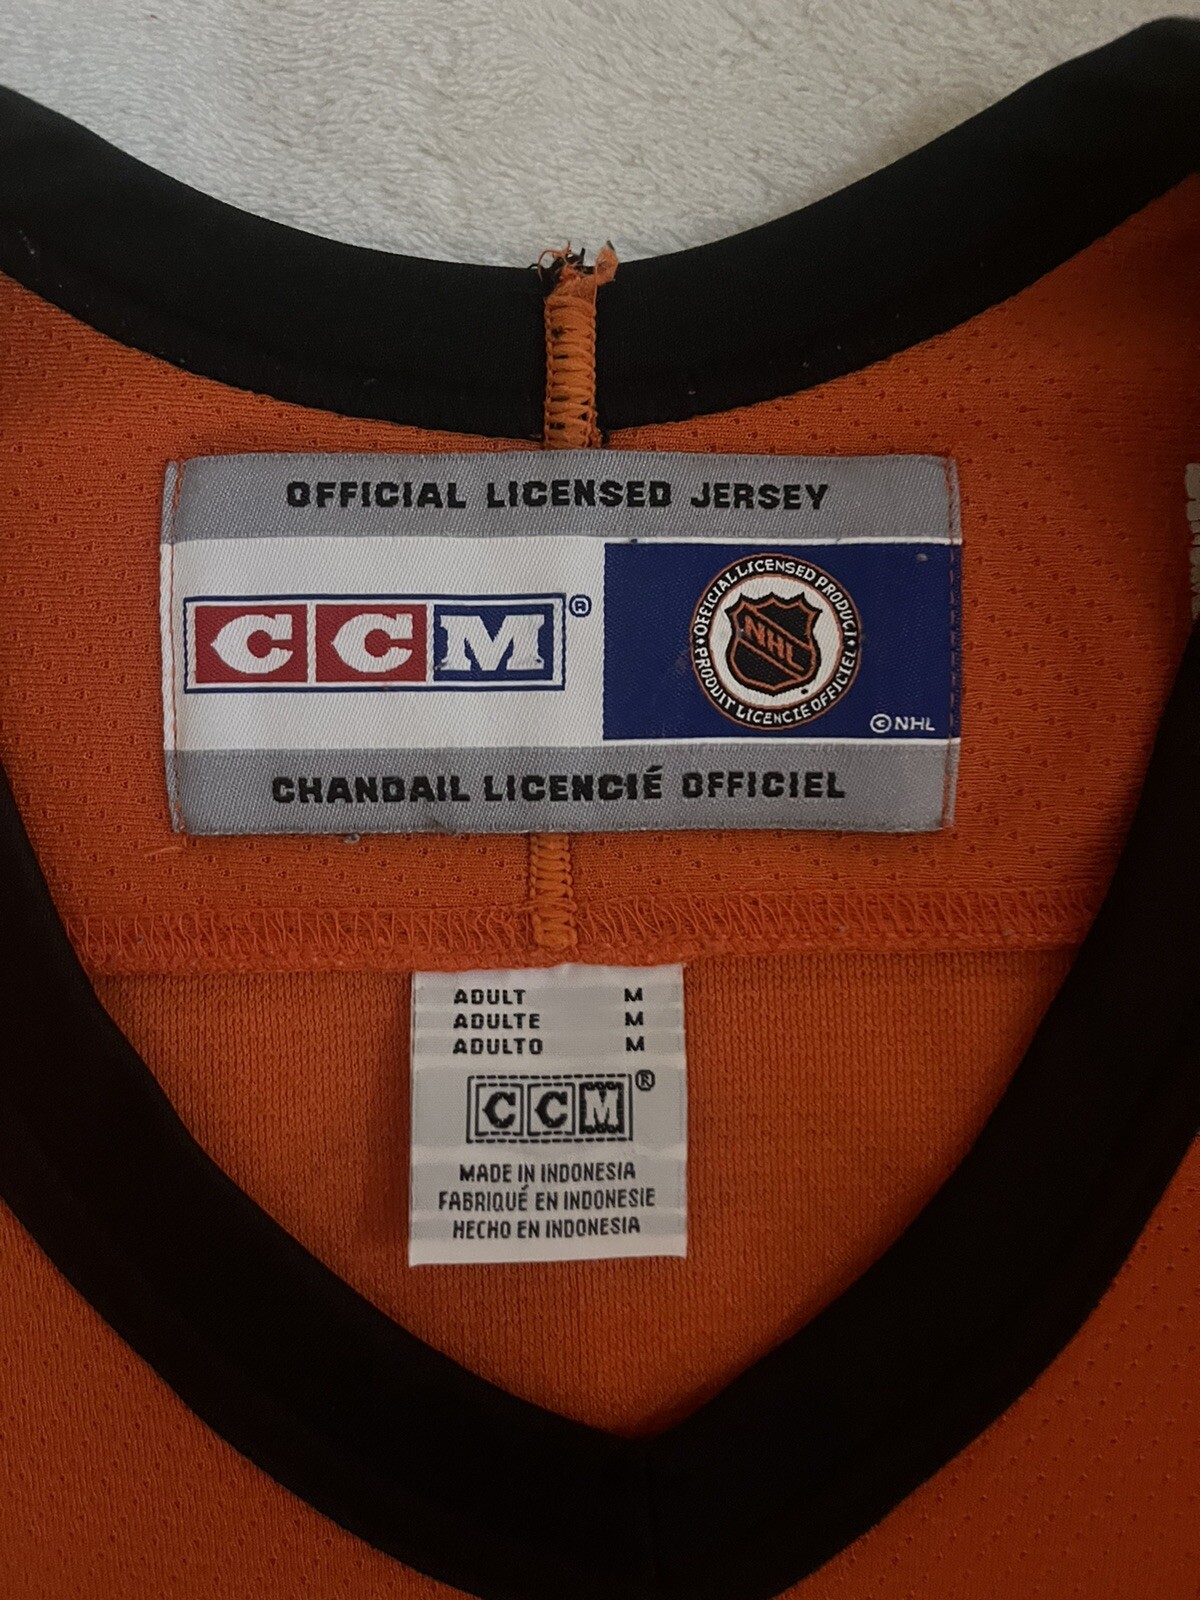 OFFICIAL LICENSED JERSEY
CCM®
OFFICIAL LICENSED PRODUCT
NHL
PRODUIT LICENCIE OFFICIEL
©NHL
CHANDAIL LICENCIÉ OFFICIEL
ADULT M
ADULTE M
ADULTO M
CCM®
MADE IN INDONESIA
FABRIQUÉ EN INDONESIE
HECHO EN INDONESIA